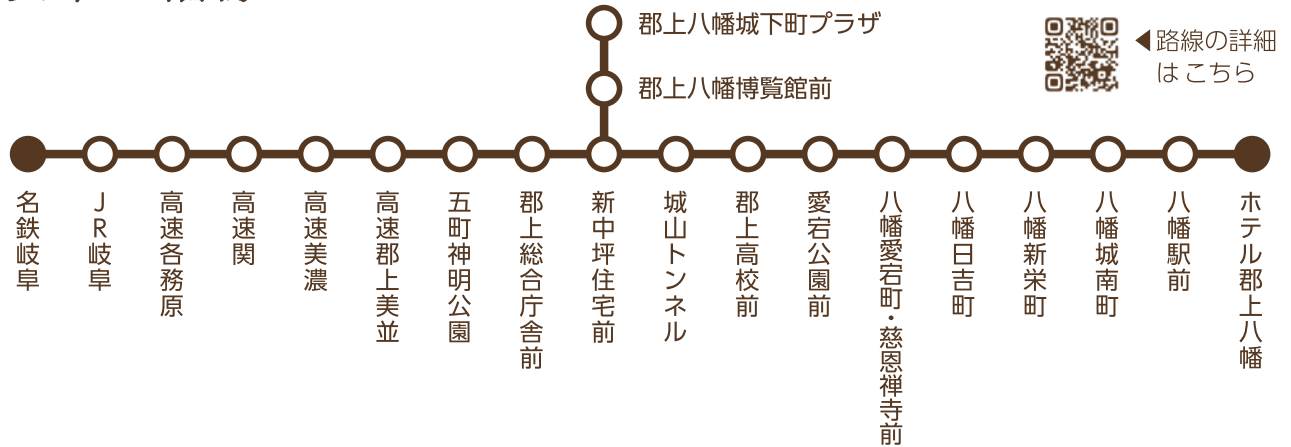 郡上八幡城下町プラザ
郡上八幡博覧館前
◀路線の詳細
はこちら
名鉄岐阜
JR岐阜
高速各務原
高速関
高速美濃
高速郡上美並
五町神明公園
郡上総合庁舎前
新中坪住宅前
城山トンネル
郡上高校前
愛宕公園前
八幡愛宕町・慈恩禅寺前
八幡日吉町
八幡新栄町
八幡城南町
八幡駅前
ホテル郡上八幡